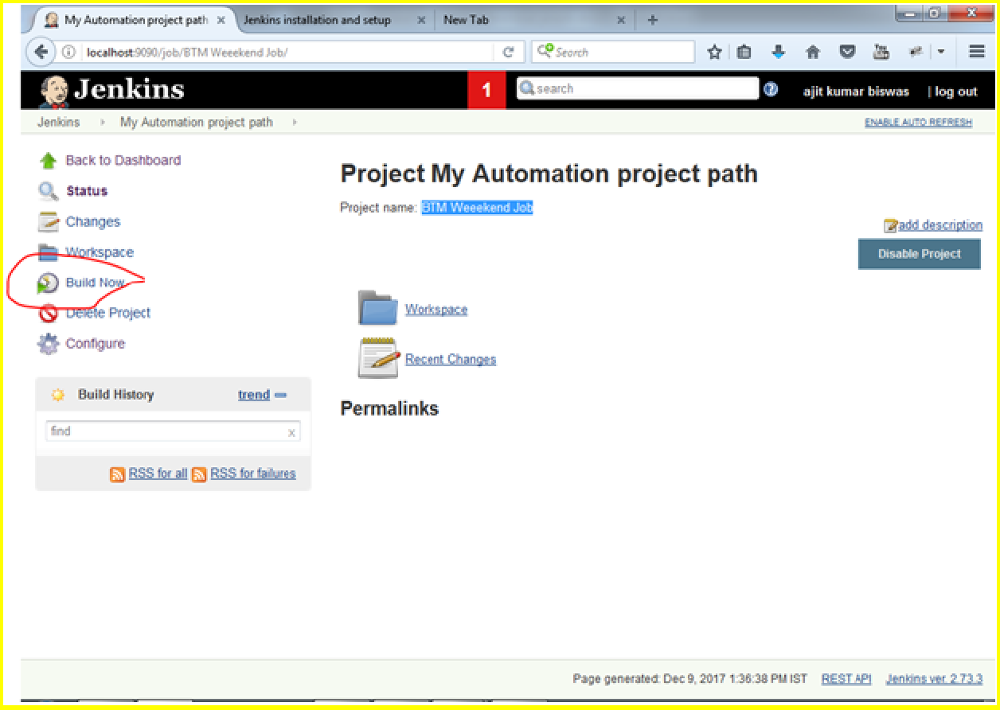 My Automation project path × Jenkins installation and setup × New Tab × +
localhost:9090/job/BTM Weeekend Job/ Search
Jenkins 1 search ajit kumar biswas | log out
Jenkins My Automation project path ENABLE AUTO REFRESH
Back to Dashboard
Status
Changes
Workspace
Build Now
Delete Project
Configure
Build History trend
find x
RSS for all RSS for failures
Project My Automation project path
Project name: BTM Weeekend Job
add description
Disable Project
Workspace
Recent Changes
Permalinks
Page generated: Dec 9, 2017 1:36:38 PM IST REST API Jenkins ver. 2.73.3